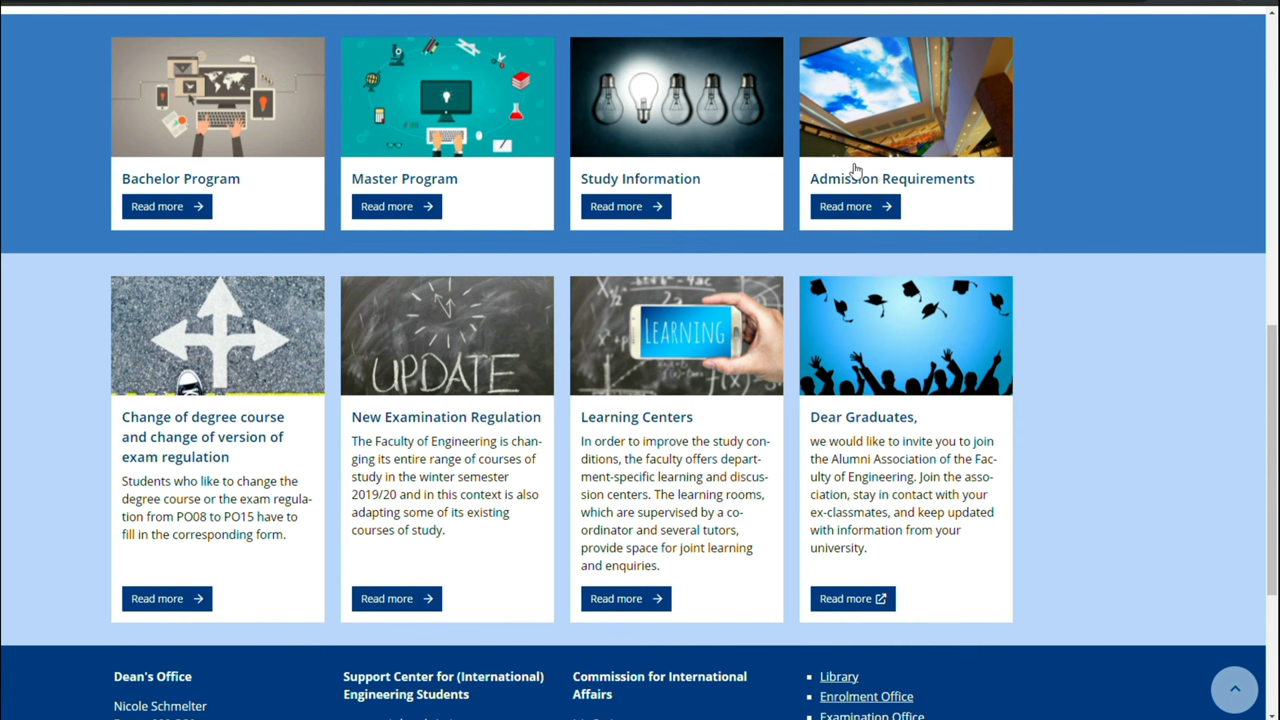 Bachelor Program
Read more
Master Program
Read more
Study Information
Read more
Admission Requirements
Read more
UPDATE
LEARNING
Change of degree course
and change of version of
exam regulation
Students who like to change the
degree course or the exam regula-
tion from PO08 to PO15 have to
fill in the corresponding form.
Read more
New Examination Regulation
The Faculty of Engineering is chan-
ging its entire range of courses of
study in the winter semester
2019/20 and in this context is also
adapting some of its existing
courses of study.
Read more
Learning Centers
In order to improve the study con-
ditions, the faculty offers depart-
ment-specific learning and discus-
sion centers. The learning rooms,
which are supervised by a co-
ordinator and several tutors,
provide space for joint learning
and enquiries.
Read more
Dear Graduates,
we would like to invite you to join
the Alumni Association of the Fac-
ulty of Engineering. Join the asso-
ciation, stay in contact with your
ex-classmates, and keep updated
with information from your
university.
Read more
Dean's Office
Nicole Schmelter
Support Center for (International)
Engineering Students
Commission for International
Affairs
Library
Enrolment Office
Examination Office